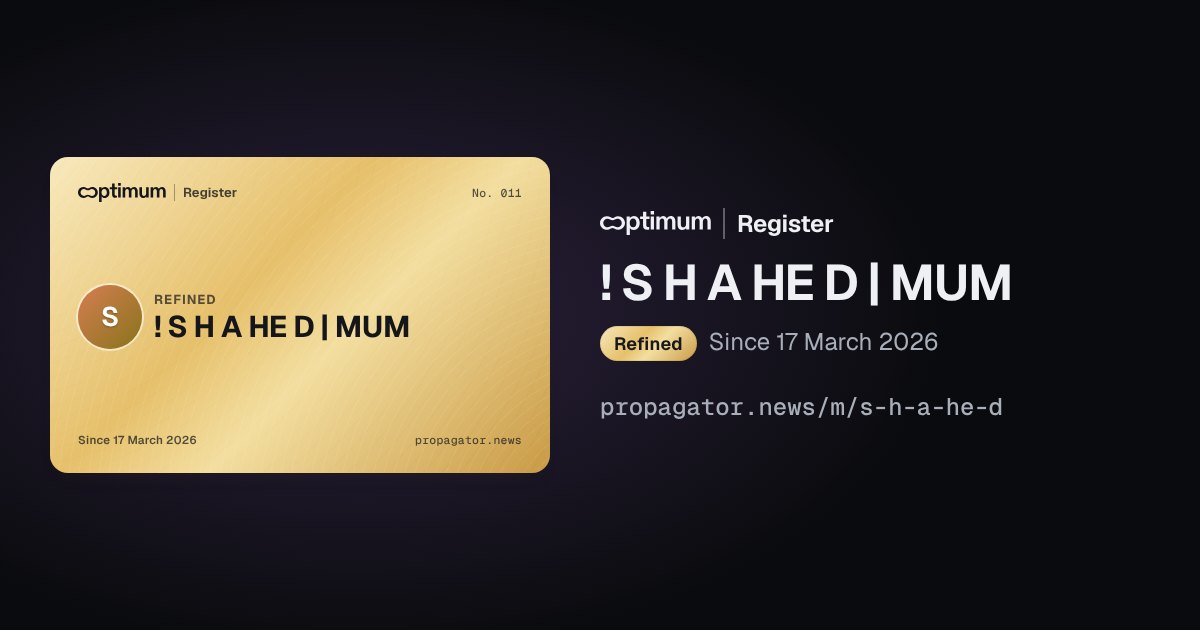 optimum | Register
No. 011
S
REFINED
! S H A HE D | MUM
Since 17 March 2026
propagator.news
optimum | Register
! S H A HE D | MUM
Refined Since 17 March 2026
propagator.news/m/s-h-a-he-d